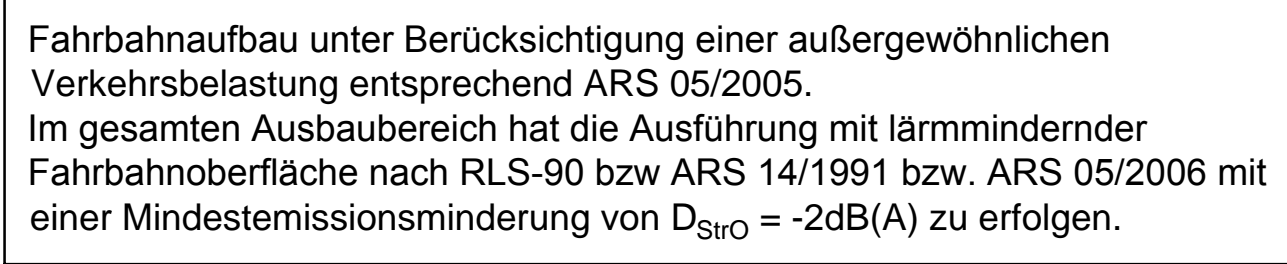 Fahrbahnaufbau unter Berücksichtigung einer außergewöhnlichen
Verkehrsbelastung entsprechend ARS 05/2005.
Im gesamten Ausbaubereich hat die Ausführung mit lärmmindernder
Fahrbahnoberfläche nach RLS-90 bzw ARS 14/1991 bzw. ARS 05/2006 mit
einer Mindestemissionsminderung von D_StrO = -2dB(A) zu erfolgen.